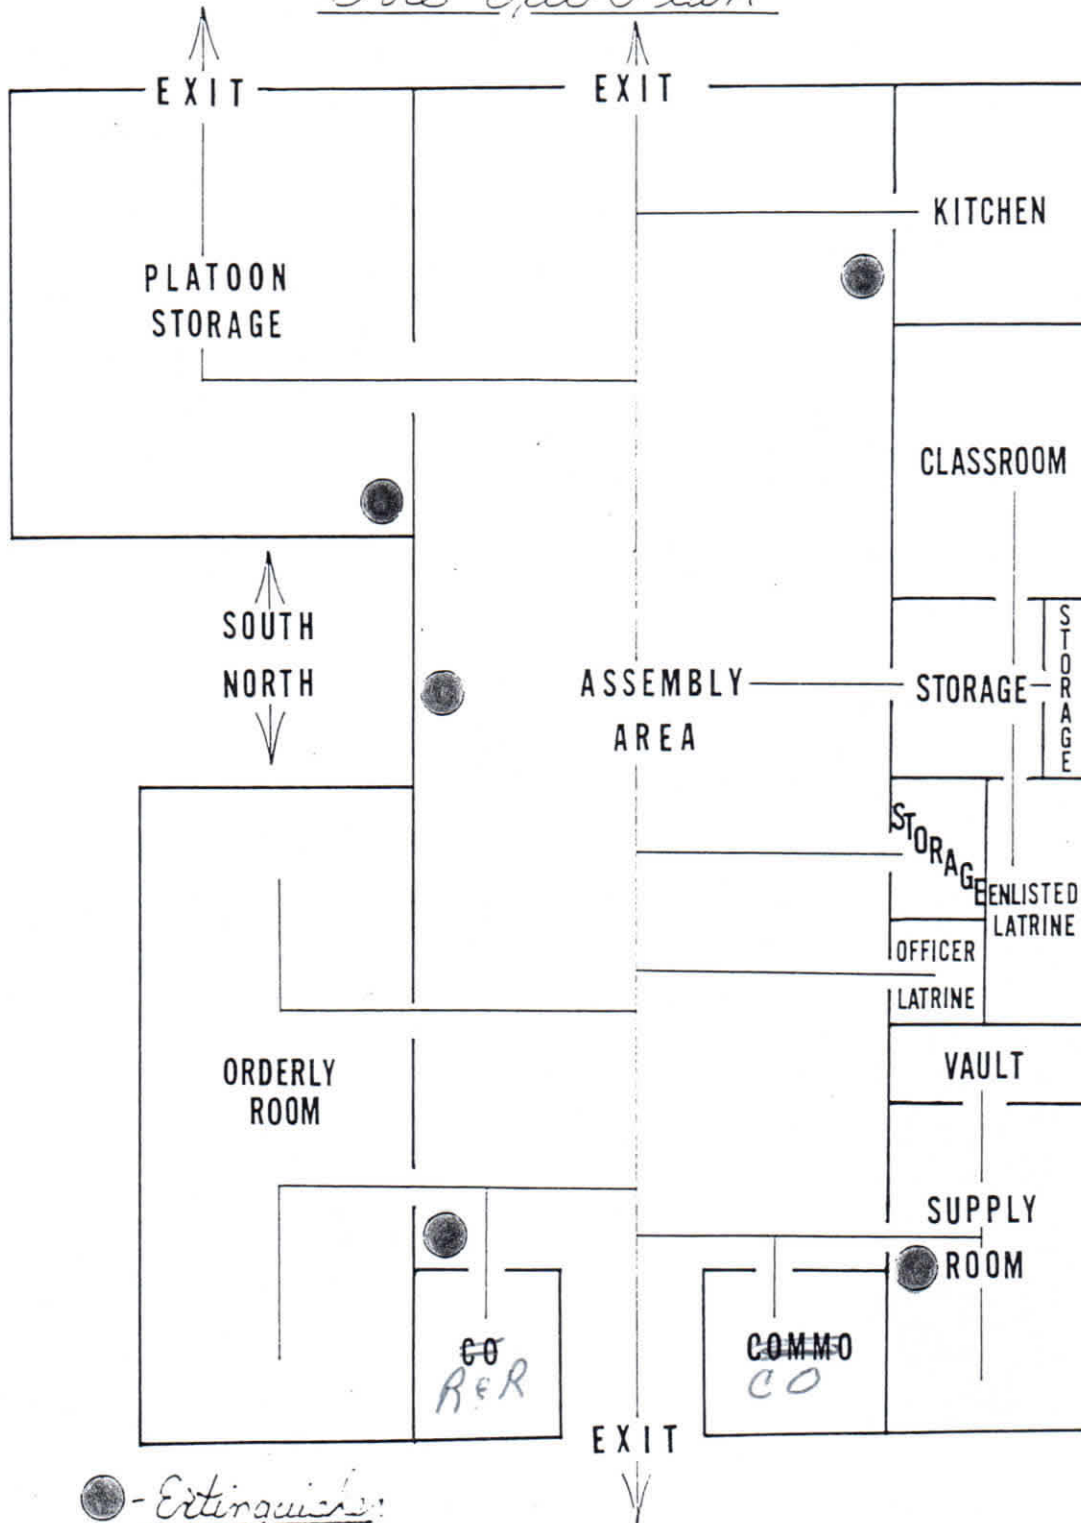 EXIT
EXIT
KITCHEN
PLATOON
STORAGE
CLASSROOM
SOUTH
NORTH
ASSEMBLY
AREA
STORAGE
STORAGE
STORAGE
ENLISTED
LATRINE
OFFICER
LATRINE
ORDERLY
ROOM
VAULT
SUPPLY
ROOM
CO
R & R
COMMO
CO
EXIT
- Extinguisher